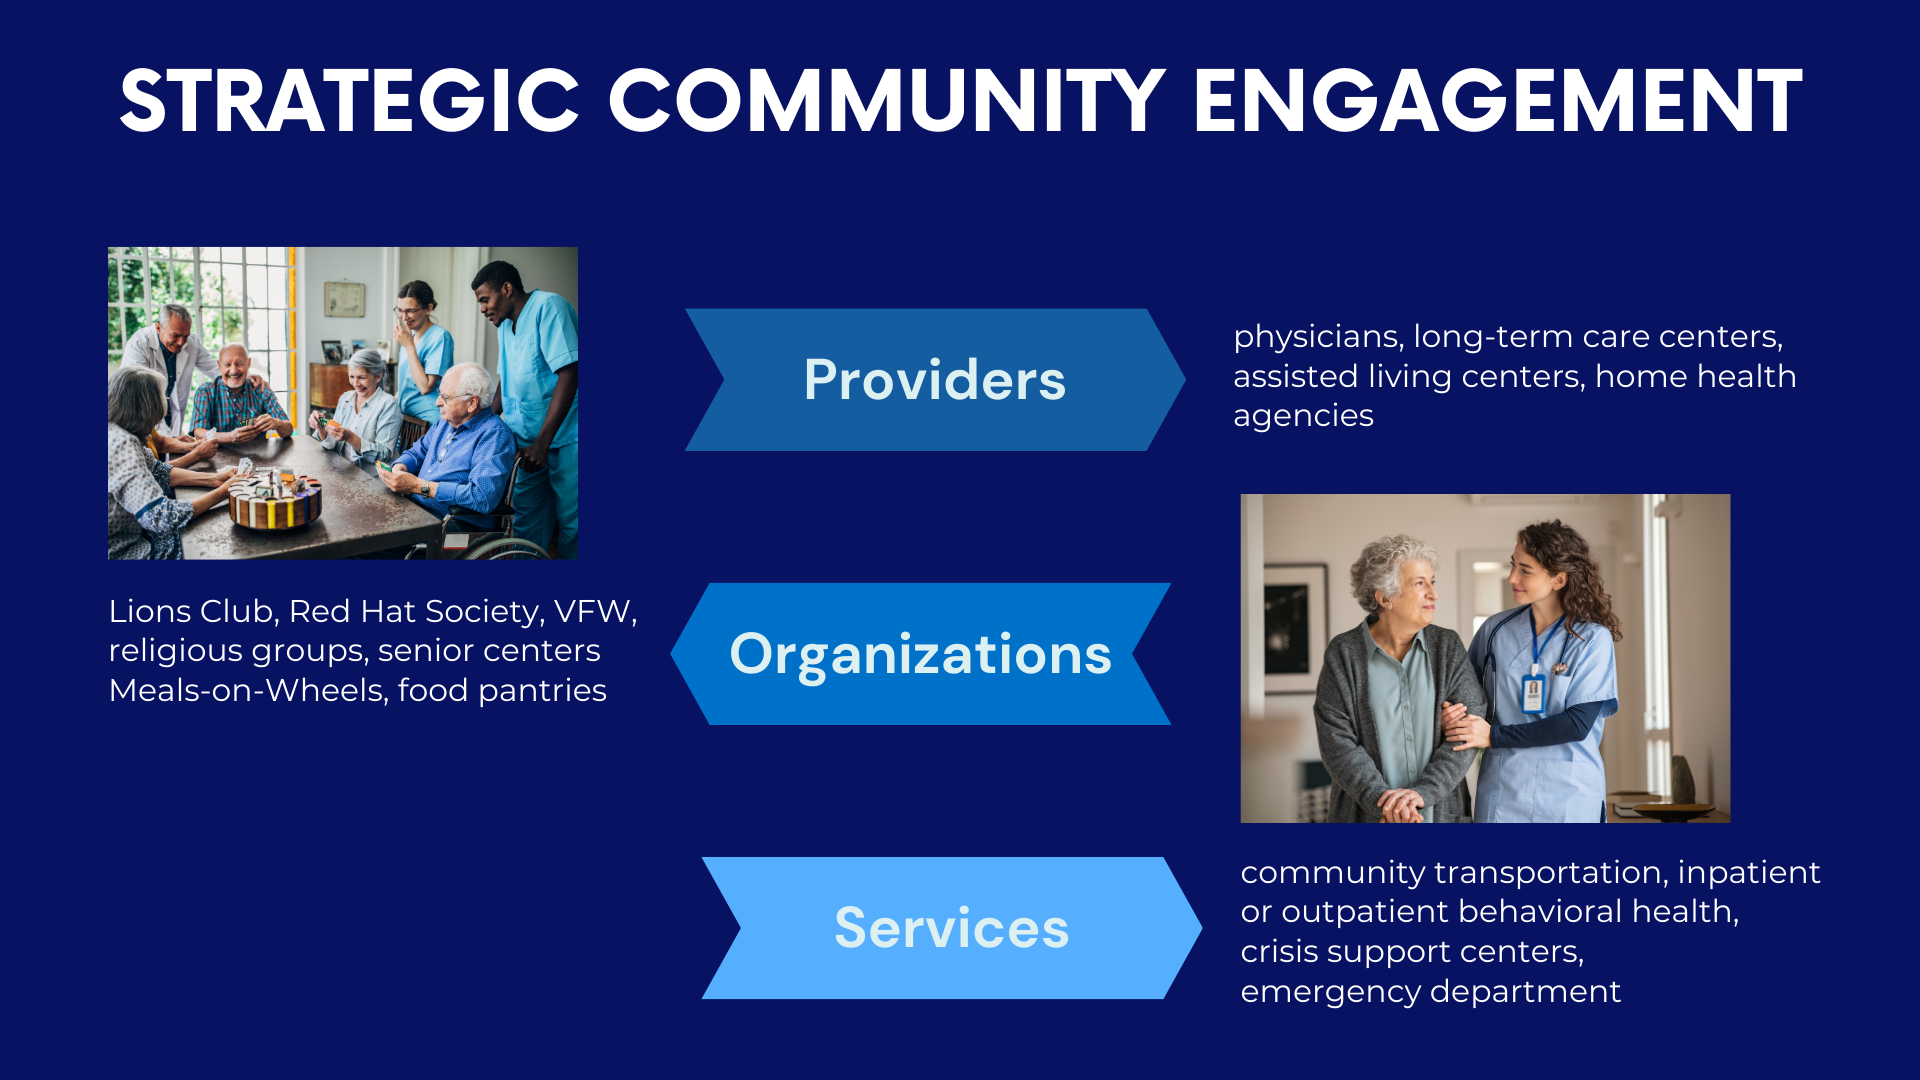 STRATEGIC COMMUNITY ENGAGEMENT
Providers
physicians, long-term care centers,
assisted living centers, home health
agencies
Organizations
Lions Club, Red Hat Society, VFW,
religious groups, senior centers
Meals-on-Wheels, food pantries
Services
community transportation, inpatient
or outpatient behavioral health,
crisis support centers,
emergency department